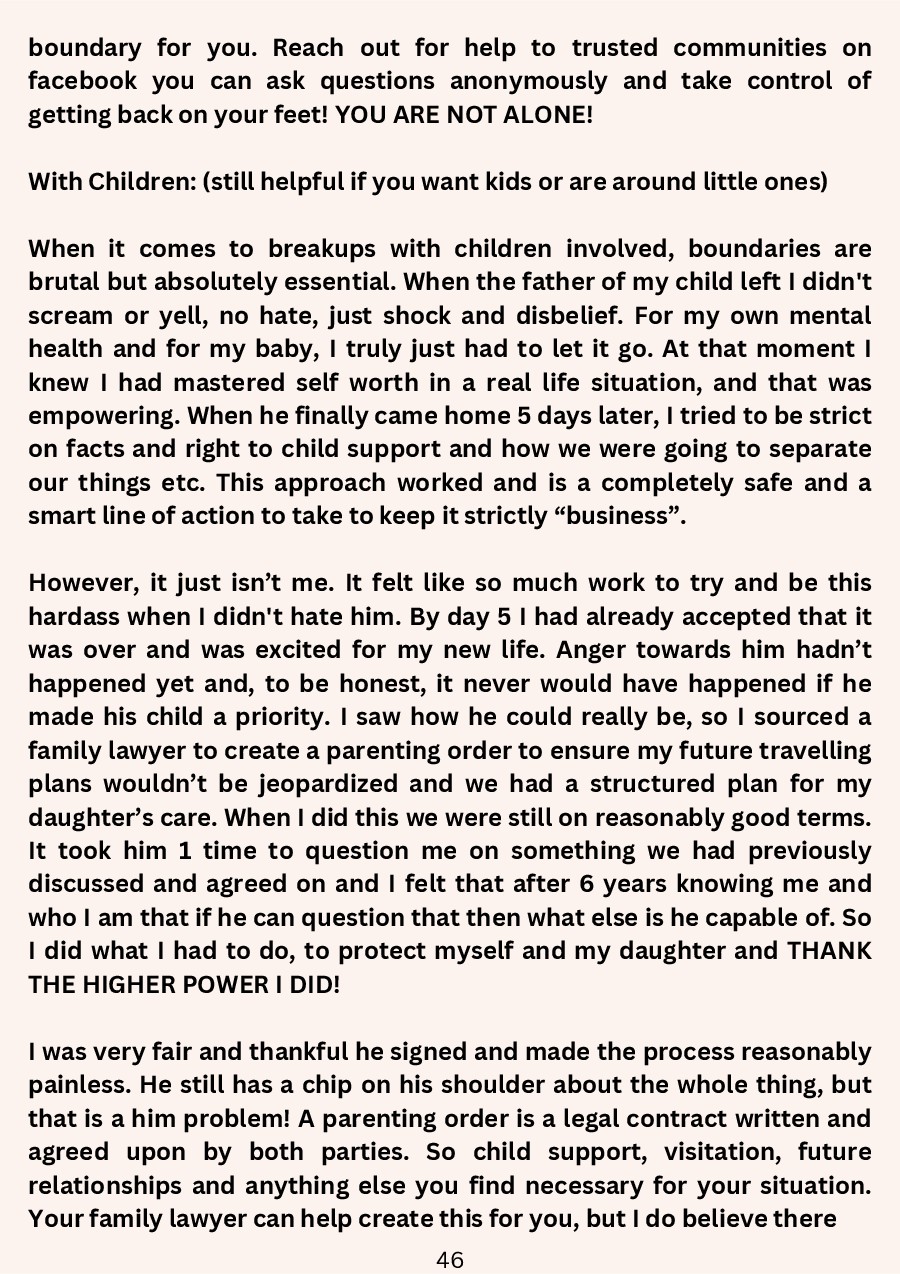 boundary for you. Reach out for help to trusted communities on
facebook you can ask questions anonymously and take control of
getting back on your feet! YOU ARE NOT ALONE!
With Children: (still helpful if you want kids or are around little ones)
When it comes to breakups with children involved, boundaries are
brutal but absolutely essential. When the father of my child left I didn't
scream or yell, no hate, just shock and disbelief. For my own mental
health and for my baby, I truly just had to let it go. At that moment I
knew I had mastered self worth in a real life situation, and that was
empowering. When he finally came home 5 days later, I tried to be strict
on facts and right to child support and how we were going to separate
our things etc. This approach worked and is a completely safe and a
smart line of action to take to keep it strictly “business”.
However, it just isn’t me. It felt like so much work to try and be this
hardass when I didn't hate him. By day 5 I had already accepted that it
was over and was excited for my new life. Anger towards him hadn’t
happened yet and, to be honest, it never would have happened if he
made his child a priority. I saw how he could really be, so I sourced a
family lawyer to create a parenting order to ensure my future travelling
plans wouldn’t be jeopardized and we had a structured plan for my
daughter’s care. When I did this we were still on reasonably good terms.
It took him 1 time to question me on something we had previously
discussed and agreed on and I felt that after 6 years knowing me and
who I am that if he can question that then what else is he capable of. So
I did what I had to do, to protect myself and my daughter and THANK
THE HIGHER POWER I DID!
I was very fair and thankful he signed and made the process reasonably
painless. He still has a chip on his shoulder about the whole thing, but
that is a him problem! A parenting order is a legal contract written and
agreed upon by both parties. So child support, visitation, future
relationships and anything else you find necessary for your situation.
Your family lawyer can help create this for you, but I do believe there
46